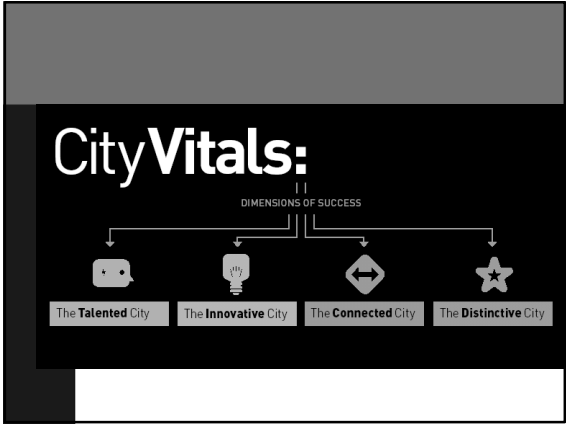 CityVitals:
DIMENSIONS OF SUCCESS
The Talented City
The Innovative City
The Connected City
The Distinctive City